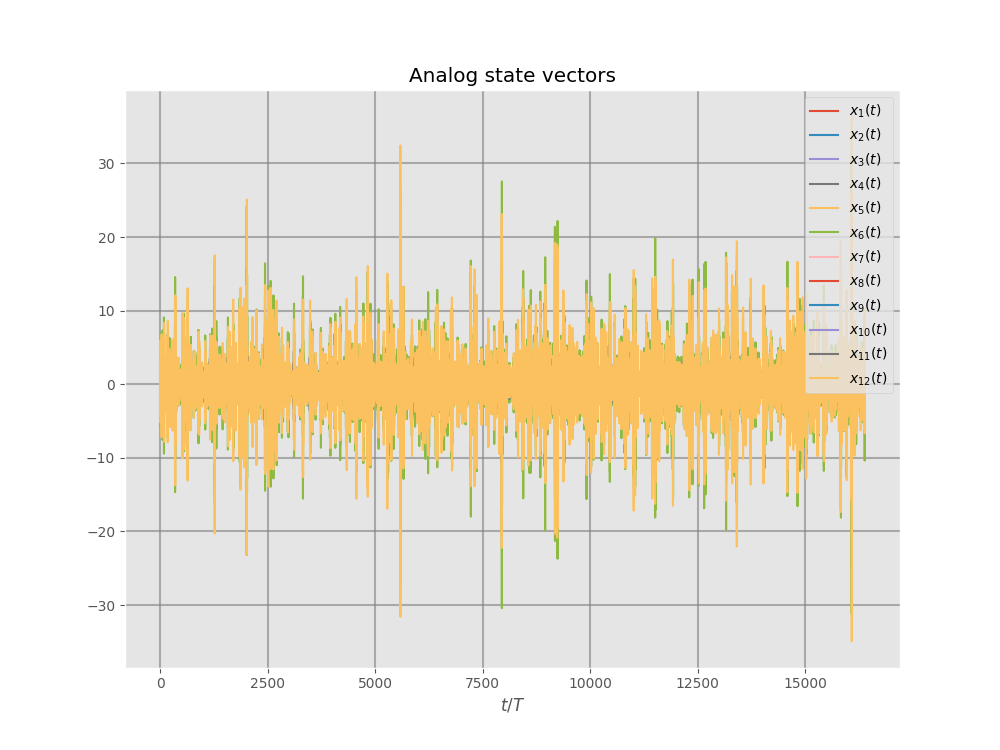 Analog state vectors
x₁(t)
x₂(t)
x₃(t)
x₄(t)
x₅(t)
x₆(t)
x₇(t)
x₈(t)
x₉(t)
x₁₀(t)
x₁₁(t)
x₁₂(t)
30
20
10
0
−10
−20
−30
0 2500 5000 7500 10000 12500 15000
t/T